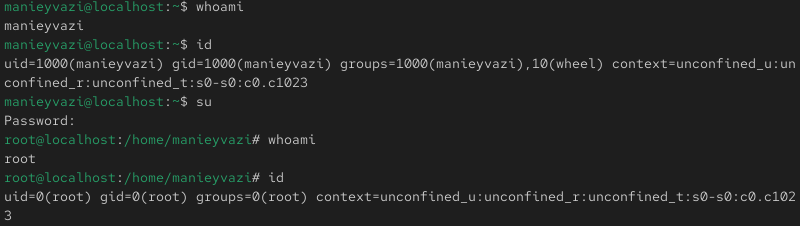 manieyvazi@localhost:~$ whoami
manieyvazi
manieyvazi@localhost:~$ id
uid=1000(manieyvazi) gid=1000(manieyvazi) groups=1000(manieyvazi),10(wheel) context=unconfined_u:un
confined_r:unconfined_t:s0-s0:c0.c1023
manieyvazi@localhost:~$ su
Password:
root@localhost:/home/manieyvazi# whoami
root
root@localhost:/home/manieyvazi# id
uid=0(root) gid=0(root) groups=0(root) context=unconfined_u:unconfined_r:unconfined_t:s0-s0:c0.c102
3